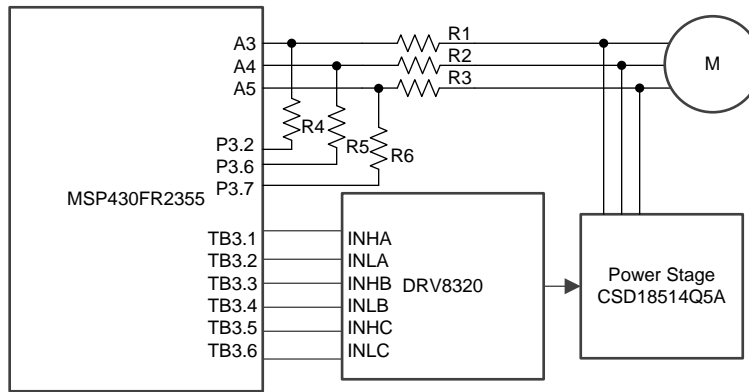 A3
R1
A4
R2
A5
R3
M
R4
P3.2
R5
P3.6
R6
P3.7
MSP430FR2355
TB3.1
INHA
TB3.2
INLA
TB3.3
INHB
DRV8320
Power Stage
CSD18514Q5A
TB3.4
INLB
TB3.5
INHC
TB3.6
INLC